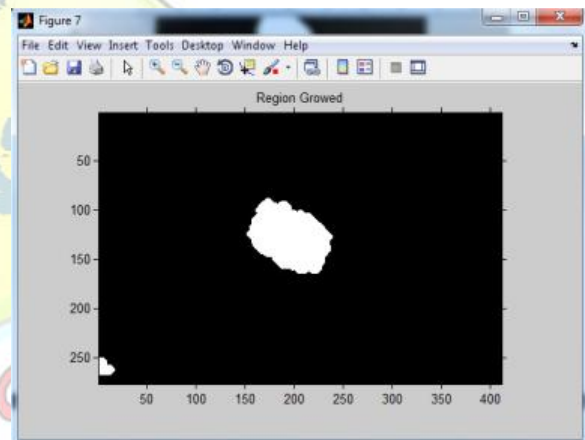 Figure 7
File Edit View Insert Tools Desktop Window Help
Region Growed
50
100
150
200
250
50 100 150 200 250 300 350 400